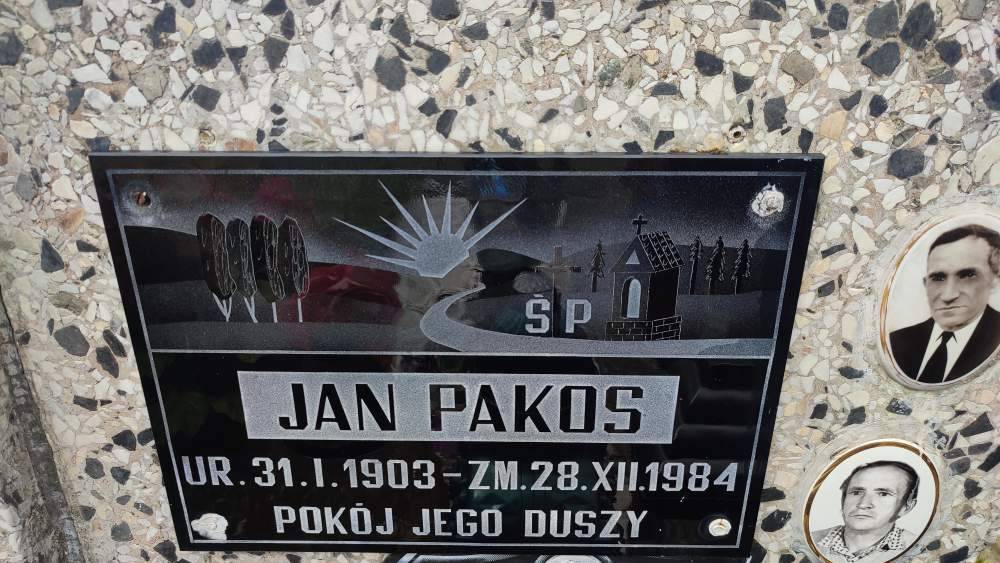 ŚP
JAN PAKOS
UR. 31.I.1903 - ZM. 28.XII.1984
POKÓJ JEGO DUSZY